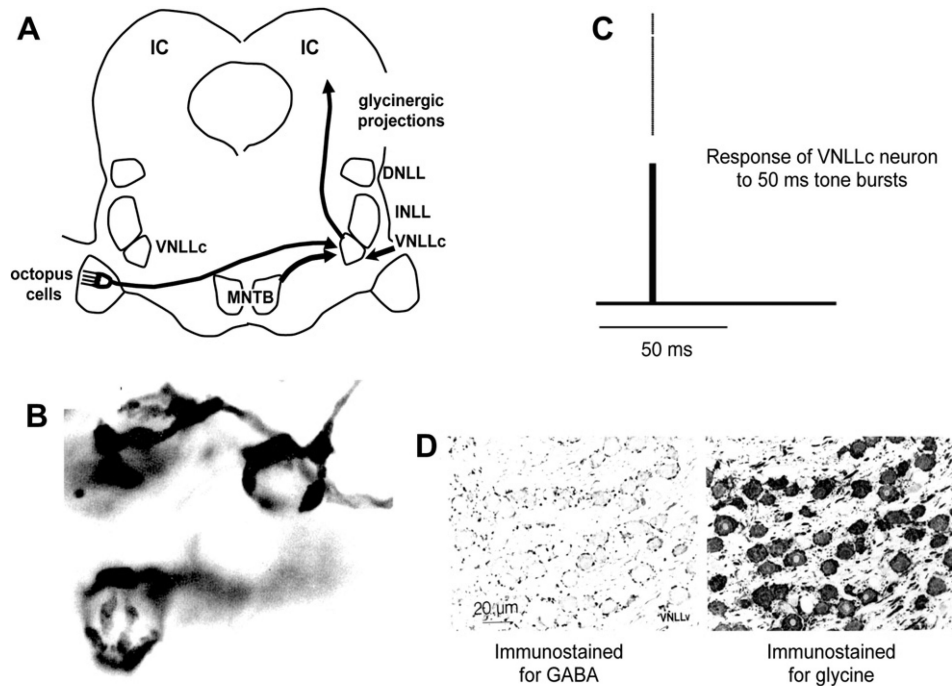 A
IC
IC
glycinergic
projections
DNLL
INLL
VNLLc
VNLLc
octopus
cells
MNTB
B
C
Response of VNLLc neuron
to 50 ms tone bursts
50 ms
D
20 µm
VNLLv
Immunostained
for GABA
Immunostained
for glycine